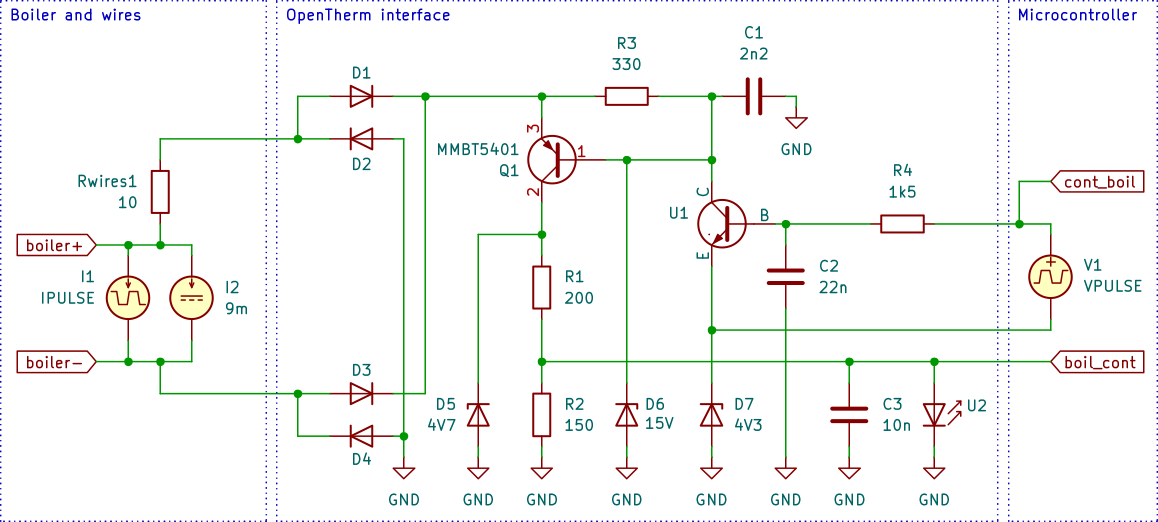 Boiler and wires
OpenTherm interface
Microcontroller
C1
2n2
R3
330
D1
3
MMBT5401
Q1
1
GND
D2
2
Rwires1
10
R4
1k5
cont_boil
C
U1
B
E
boiler+
I1
IPULSE
I2
9m
R1
200
C2
22n
V1
VPULSE
boiler-
boil_cont
D3
D5
4V7
R2
150
D6
15V
D7
4V3
C3
10n
U2
D4
GND
GND
GND
GND
GND
GND
GND
GND